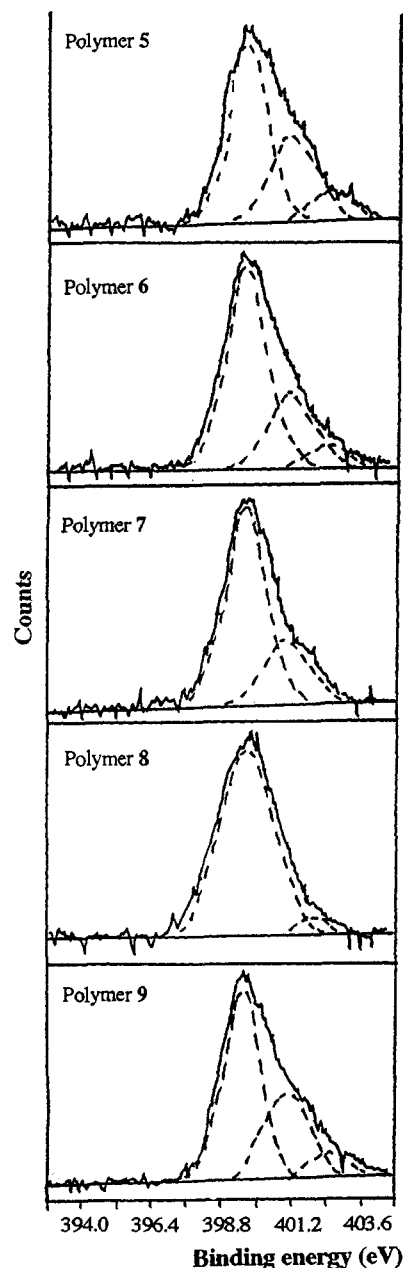 Polymer 5
Polymer 6
Polymer 7
Polymer 8
Polymer 9
Counts
394.0 396.4 398.8 401.2 403.6
Binding energy (eV)